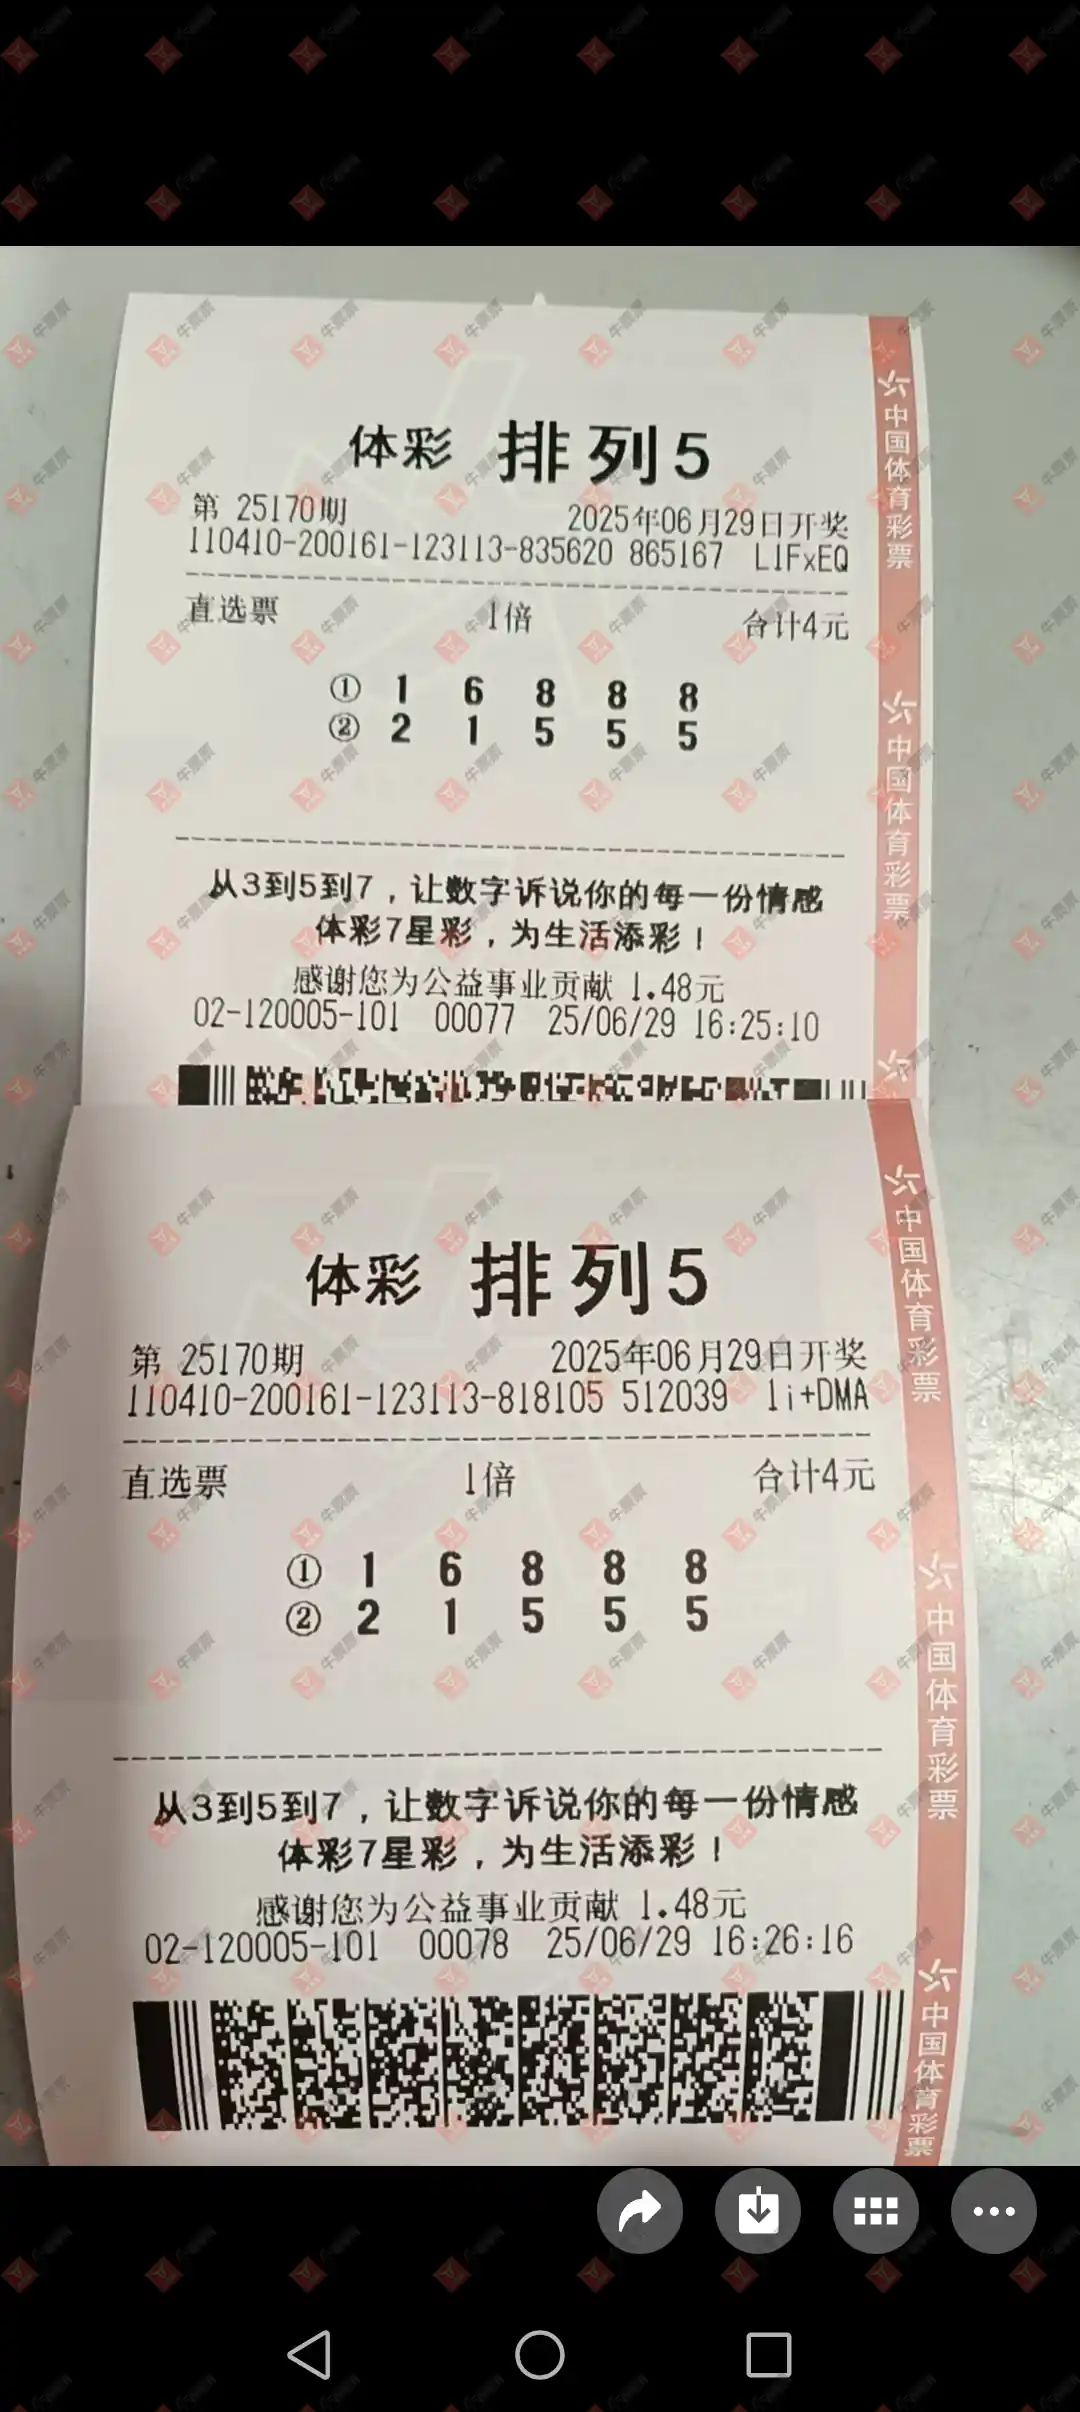 体彩 排列5
第 25170期 2025年06月29日开奖
110410-200161-123113-835620 865167 L1FxEQ
直选票 1倍 合计4元
① 1 6 8 8 8
② 2 1 5 5 5
从3到5到7，让数字诉说你的每一份情感
体彩7星彩，为生活添彩！
感谢您为公益事业贡献 1.48元
02-120005-101 00077 25/06/29 16:25:10
中国体育彩票
中国体育彩票
体彩 排列5
第 25170期 2025年06月29日开奖
110410-200161-123113-818105 512039 1i+DMA
直选票 1倍 合计4元
① 1 6 8 8 8
② 2 1 5 5 5
从3到5到7，让数字诉说你的每一份情感
体彩7星彩，为生活添彩！
感谢您为公益事业贡献 1.48元
02-120005-101 00078 25/06/29 16:26:16
中国体育彩票
中国体育彩票
中国体育彩票
牛票票